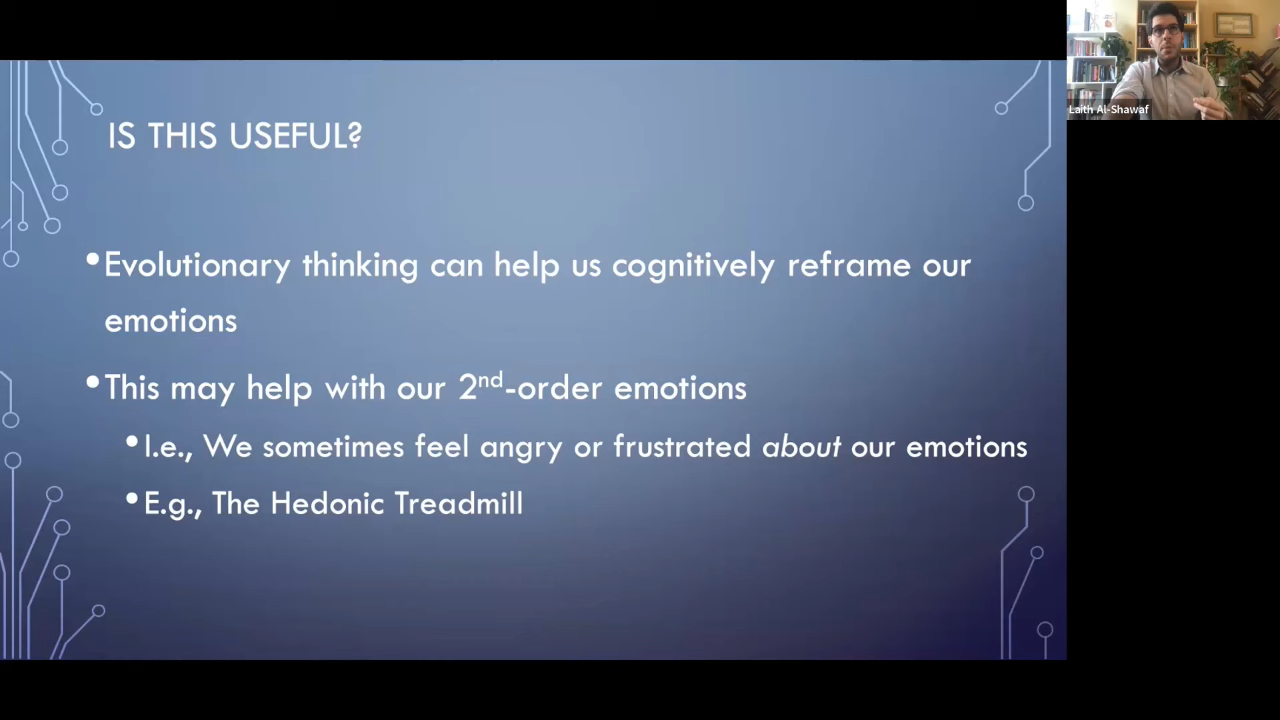 Laith Al-Shawaf
IS THIS USEFUL?
•Evolutionary thinking can help us cognitively reframe our
emotions
•This may help with our 2nd-order emotions
•I.e., We sometimes feel angry or frustrated about our emotions
•E.g., The Hedonic Treadmill